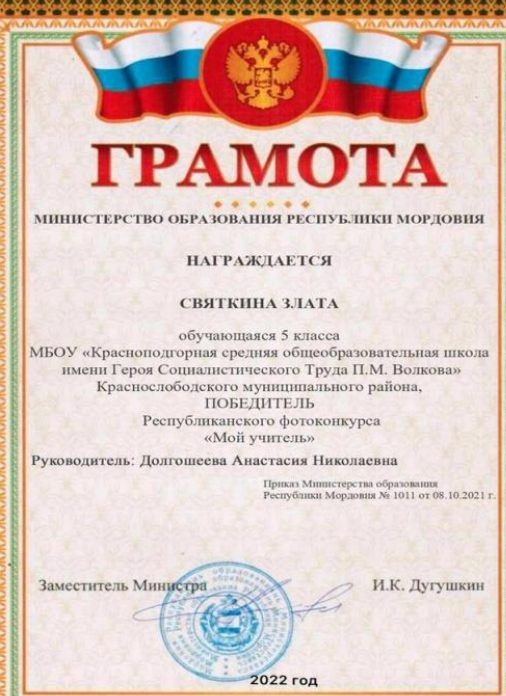 ГРАМОТА
МИНИСТЕРСТВО ОБРАЗОВАНИЯ РЕСПУБЛИКИ МОРДОВИЯ
НАГРАЖДАЕТСЯ
СВЯТКИНА ЗЛАТА
обучающаяся 5 класса
МБОУ «Красноподгорная средняя общеобразовательная школа
имени Героя Социалистического Труда П.М. Волкова»
Краснослободского муниципального района,
ПОБЕДИТЕЛЬ
Республиканского фотоконкурса
«Мой учитель»
Руководитель: Долгошеева Анастасия Николаевна
Приказ Министерства образования
Республики Мордовия № 1011 от 08.10.2021 г.
Заместитель Министра И.К. Дугушкин
2022 год